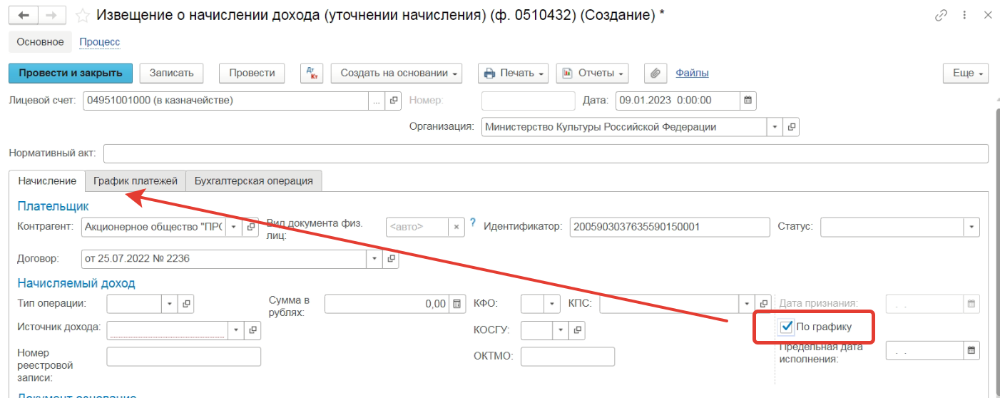 Извещение о начислении дохода (уточнении начисления) (ф. 0510432) (Создание) *
Основное Процесс
Провести и закрыть Записать Провести Дт Кт Создать на основании Печать Отчеты Файлы Еще
Лицевой счет: 04951001000 (в казначействе) ... Номер: Дата: 09.01.2023 0:00:00
Организация: Министерство Культуры Российской Федерации
Нормативный акт:
Начисление График платежей Бухгалтерская операция
Плательщик
Контрагент: Акционерное общество "ПРО Вид документа физ. лиц: <авто> × ? Идентификатор: 2005903037635590150001 Статус:
Договор: от 25.07.2022 № 2236
Начисляемый доход
Тип операции: Сумма в рублях: 0,00 КФО: КПС: Дата признания: . .
Источник дохода: КОСГУ: По графику
Номер реестровой записи: ОКТМО: Предельная дата исполнения: . .
Документ основание